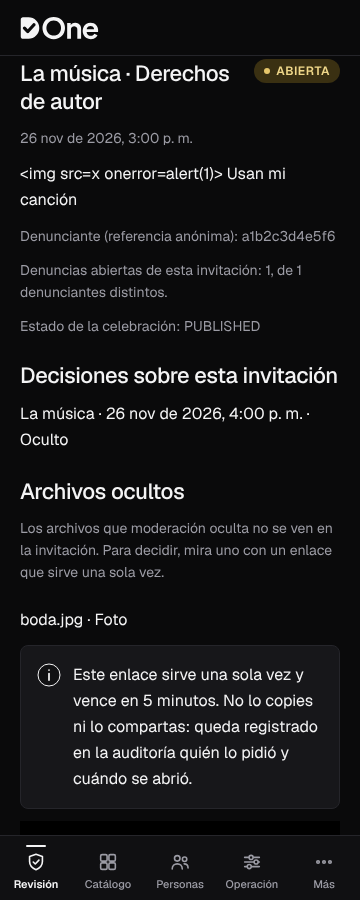 One
La música · Derechos
de autor
ABIERTA
26 nov de 2026, 3:00 p. m.
<img src=x onerror=alert(1)> Usan mi
canción
Denunciante (referencia anónima): a1b2c3d4e5f6
Denuncias abiertas de esta invitación: 1, de 1
denunciantes distintos.
Estado de la celebración: PUBLISHED
Decisiones sobre esta invitación
La música · 26 nov de 2026, 4:00 p. m. ·
Oculto
Archivos ocultos
Los archivos que moderación oculta no se ven en
la invitación. Para decidir, mira uno con un enlace
que sirve una sola vez.
boda.jpg · Foto
Este enlace sirve una sola vez y
vence en 5 minutos. No lo copies
ni lo compartas: queda registrado
en la auditoría quién lo pidió y
cuándo se abrió.
Revisión
Catálogo
Personas
Operación
Más